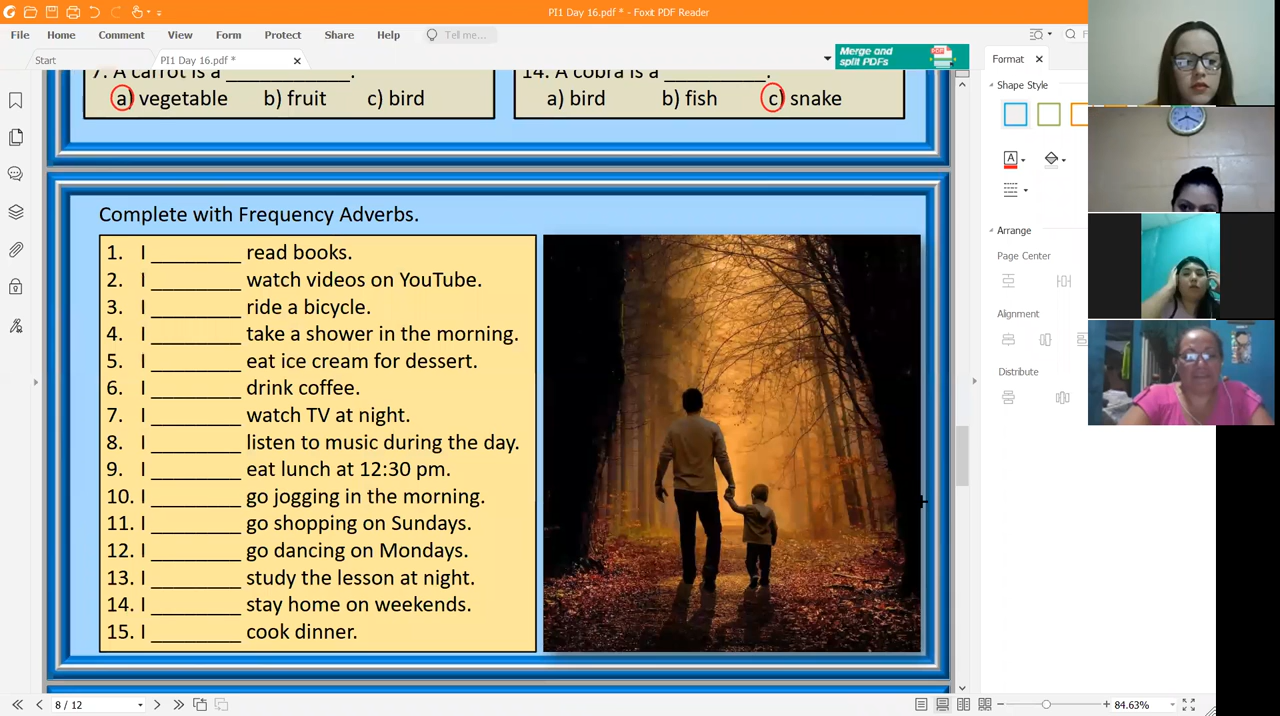 PI1 Day 16.pdf * - Foxit PDF Reader
File Home Comment View Form Protect Share Help Tell me...
Start PI1 Day 16.pdf *
Merge and
split PDFs
Format
Shape Style
Arrange
Page Center
Alignment
Distribute
7. A carrot is a ___________.
a) vegetable b) fruit c) bird
14. A cobra is a _________.
a) bird b) fish c) snake
Complete with Frequency Adverbs.
1. I ________ read books.
2. I ________ watch videos on YouTube.
3. I ________ ride a bicycle.
4. I ________ take a shower in the morning.
5. I ________ eat ice cream for dessert.
6. I ________ drink coffee.
7. I ________ watch TV at night.
8. I ________ listen to music during the day.
9. I ________ eat lunch at 12:30 pm.
10. I ________ go jogging in the morning.
11. I ________ go shopping on Sundays.
12. I ________ go dancing on Mondays.
13. I ________ study the lesson at night.
14. I ________ stay home on weekends.
15. I ________ cook dinner.
8 / 12
84.63%